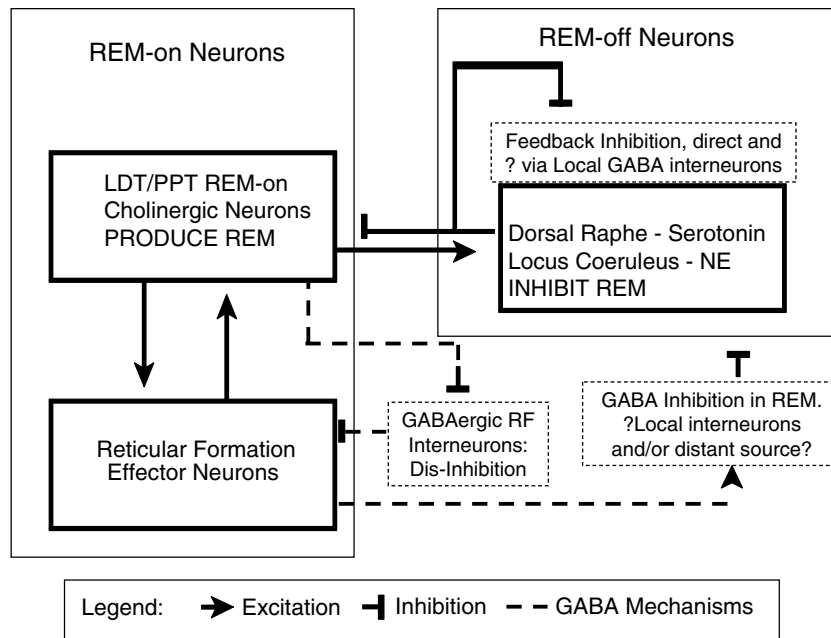 REM-on Neurons
REM-off Neurons
Feedback Inhibition, direct and
? via Local GABA interneurons
LDT/PPT REM-on
Cholinergic Neurons
PRODUCE REM
Dorsal Raphe - Serotonin
Locus Coeruleus - NE
INHIBIT REM
Reticular Formation
Effector Neurons
GABAergic RF
Interneurons:
Dis-Inhibition
GABA Inhibition in REM.
?Local interneurons
and/or distant source?
Legend: Excitation Inhibition GABA Mechanisms